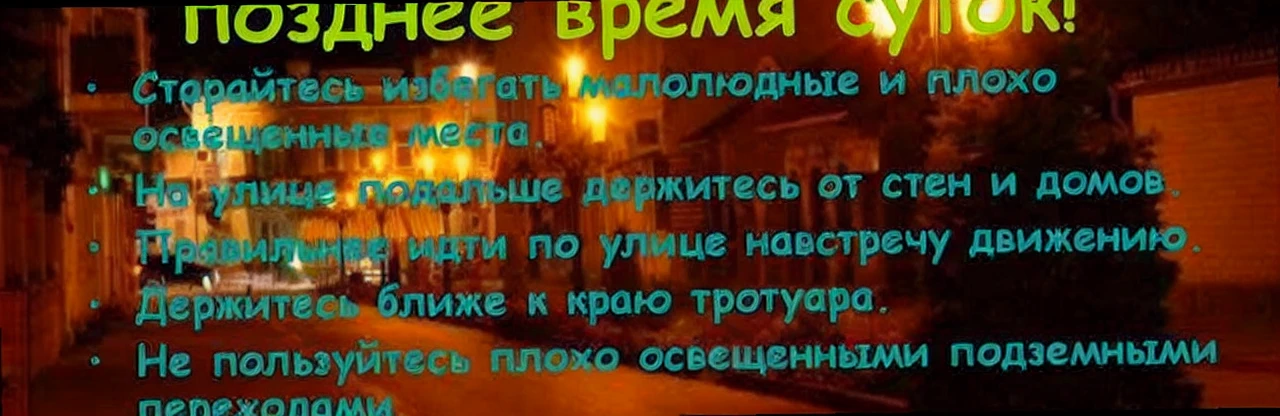 позднее время суток!
• Старайтесь избегать малолюдные и плохо
освещенные места.
• На улице подальше держитесь от стен и домов.
• Правильнее идти по улице навстречу движению.
• Держитесь ближе к краю тротуара.
• Не пользуйтесь плохо освещенными подземными
переходами.